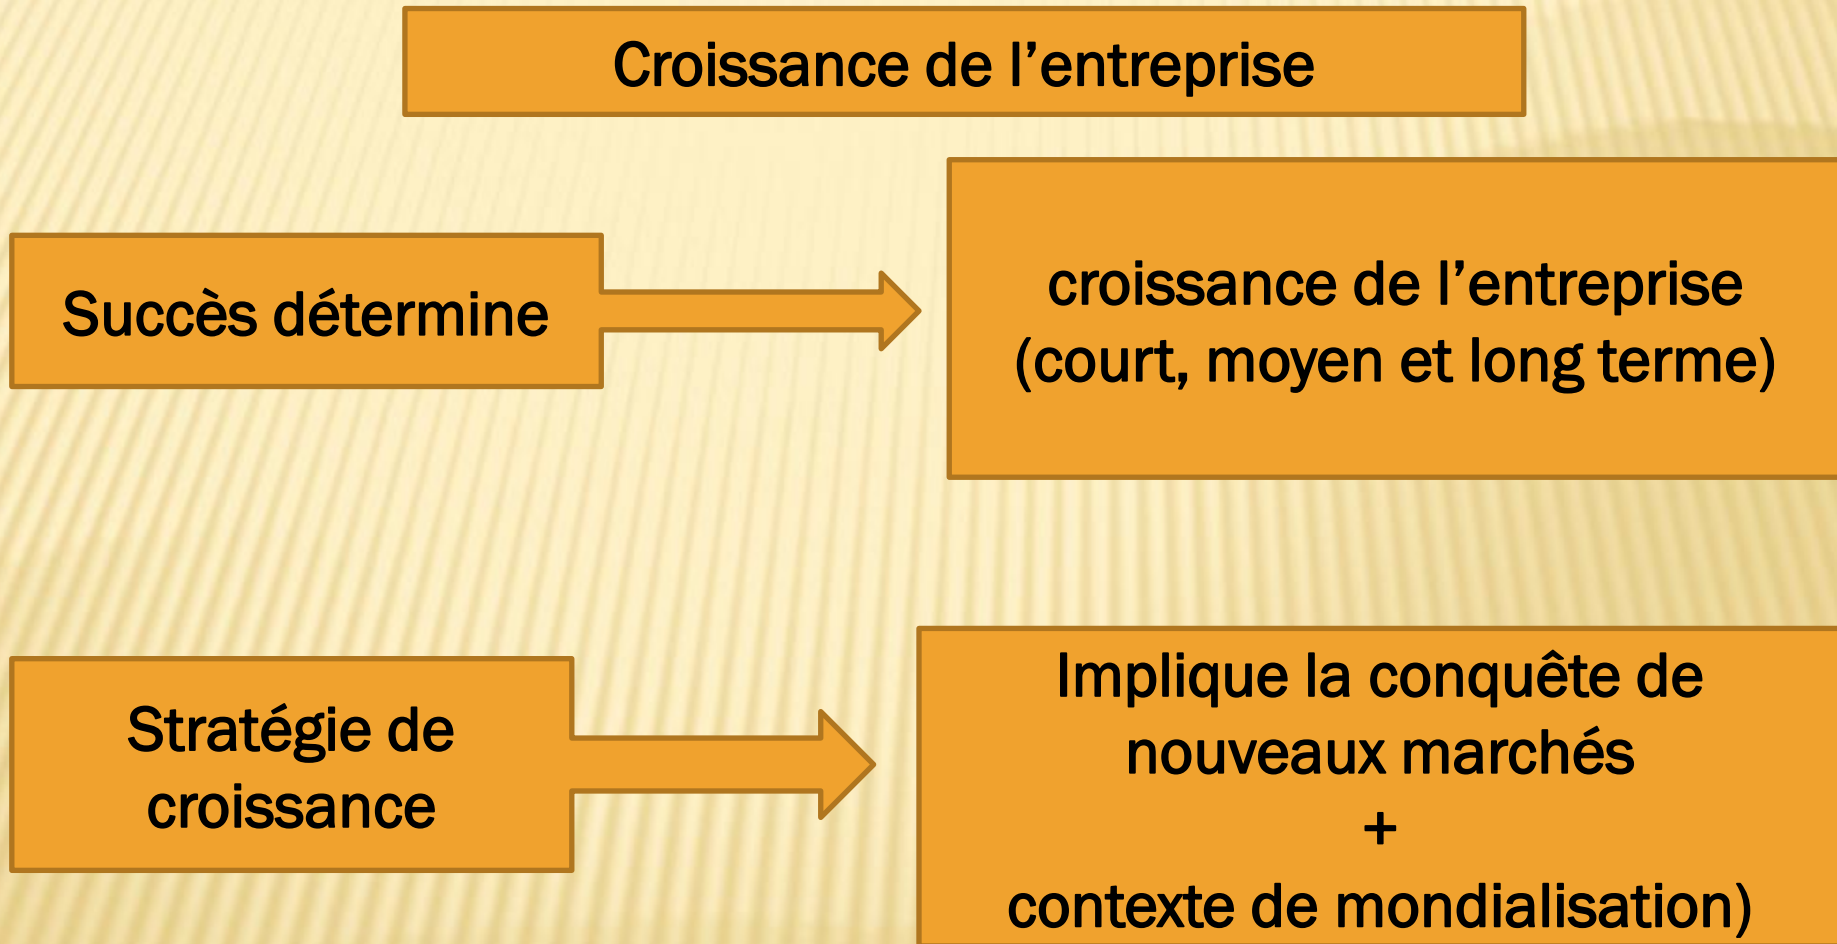 Croissance de l’entreprise
Succès détermine
croissance de l’entreprise
(court, moyen et long terme)
Stratégie de
croissance
Implique la conquête de
nouveaux marchés
+
contexte de mondialisation)